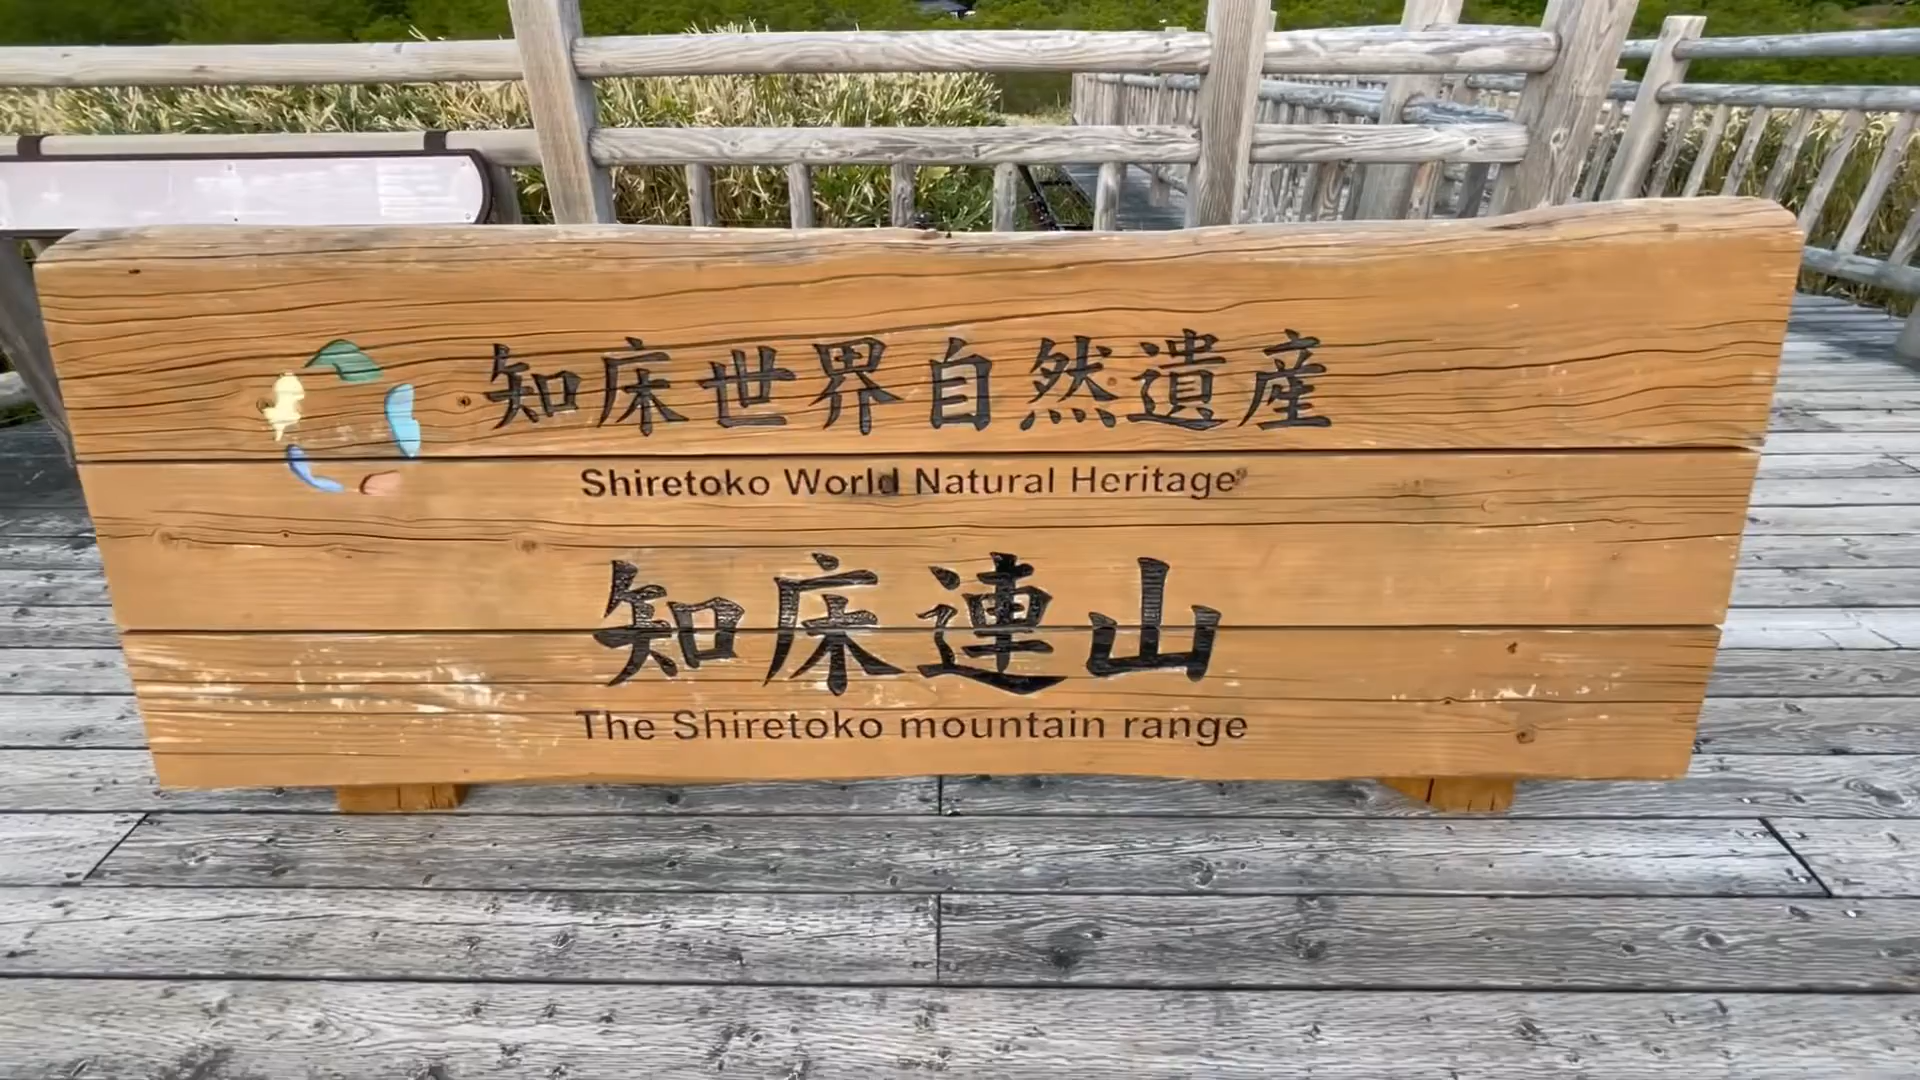 知床世界自然遺産
Shiretoko World Natural Heritage
知床連山
The Shiretoko mountain range